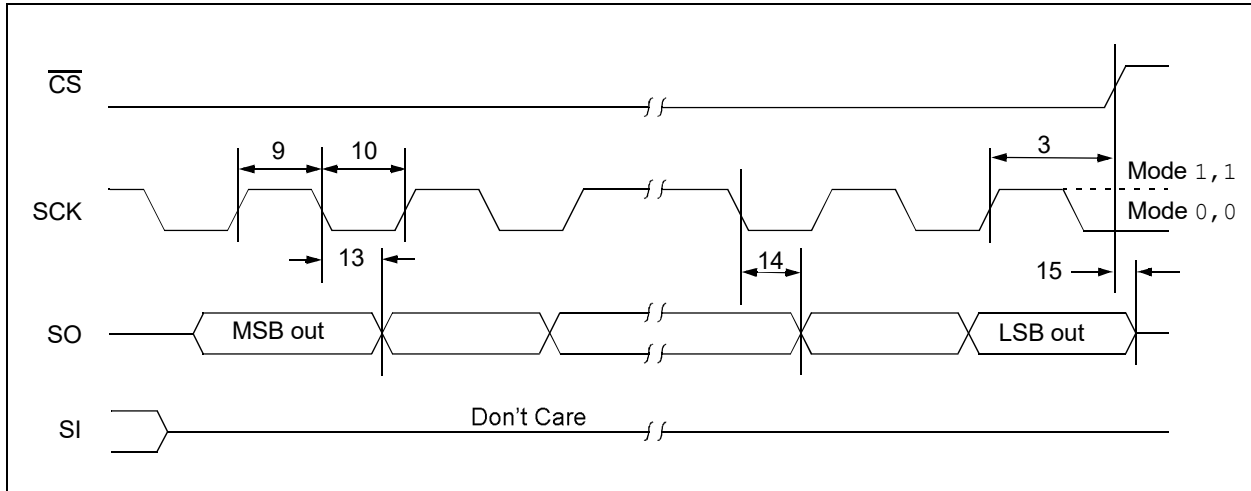 CS
9
10
3
Mode 1,1
SCK
Mode 0,0
13
14
15
SO
MSB out
LSB out
Don't Care
SI